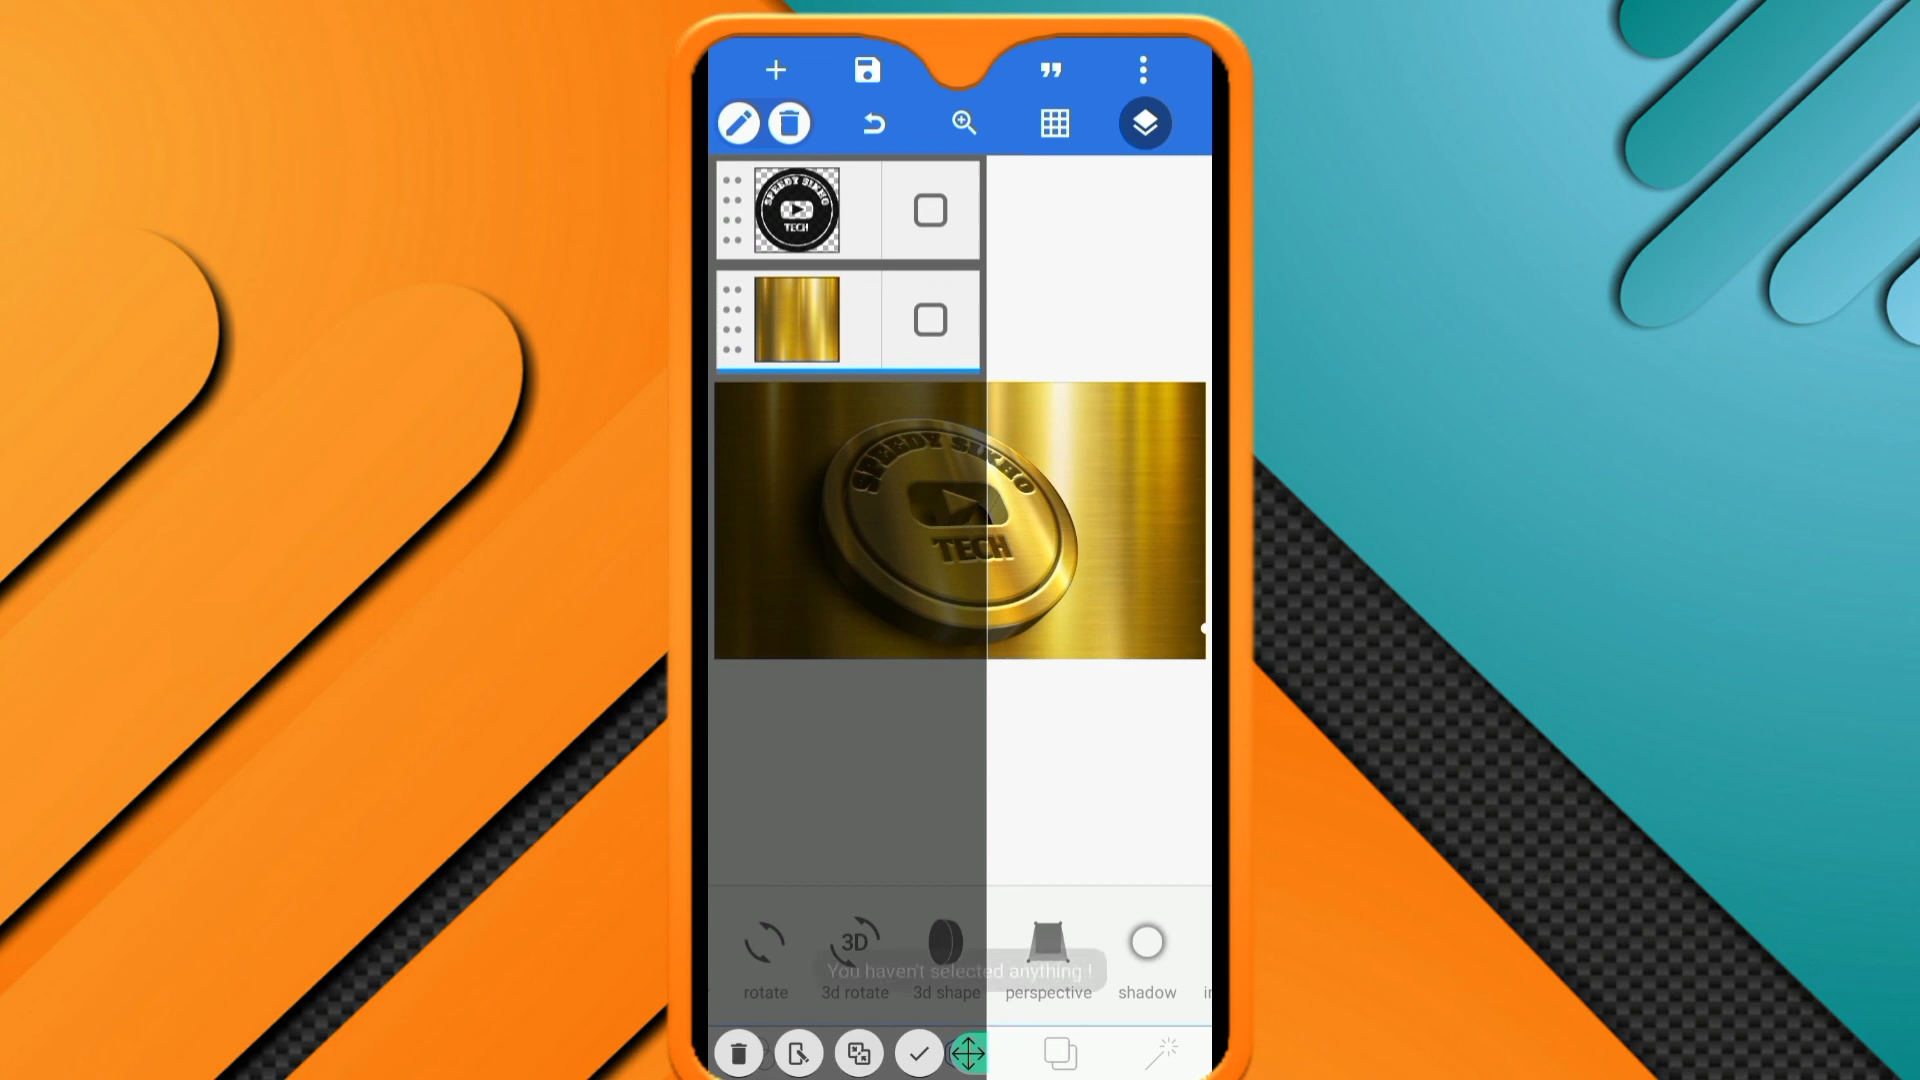 SPEEDY SIKHO
TECH
SPEEDY SIKHO
TECH
3D
You haven't selected anything !
rotate
3d rotate
3d shape
perspective
shadow